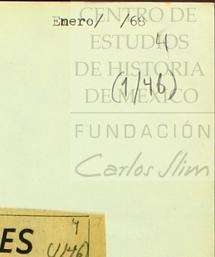 Enero/ /68
CENTRO DE
ESTUDIOS
4
DE HISTORIA
DE MÉXICO
(1/46)
FUNDACIÓN
Carlos Slim
4
ES (1/46)